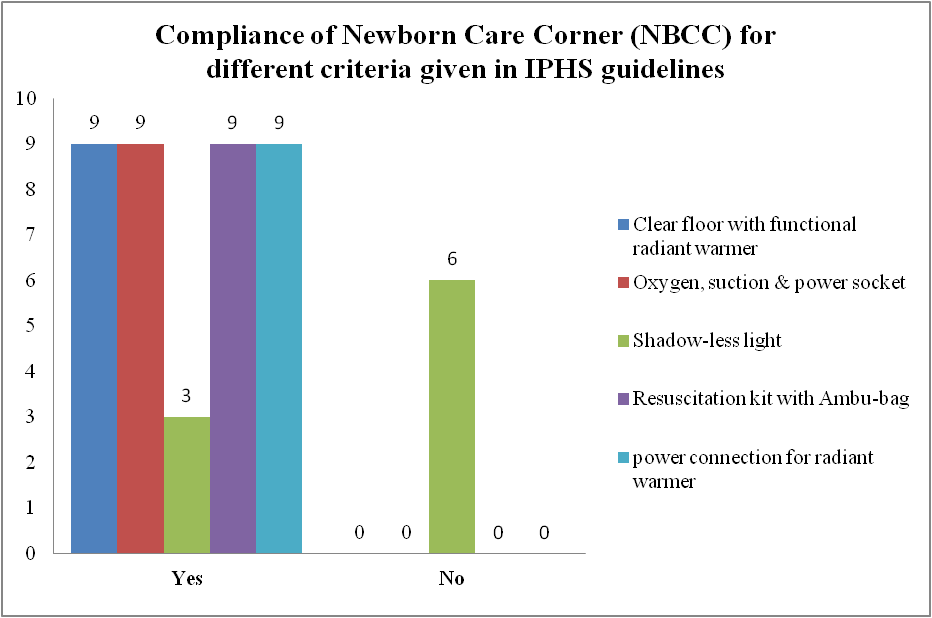 Compliance of Newborn Care Corner (NBCC) for
different criteria given in IPHS guidelines
10
9
8
7
6
5
4
3
2
1
0
9 9 3 9 9
0 0 6 0 0
Yes No
Clear floor with functional
radiant warmer
Oxygen, suction & power socket
Shadow-less light
Resuscitation kit with Ambu-bag
power connection for radiant
warmer